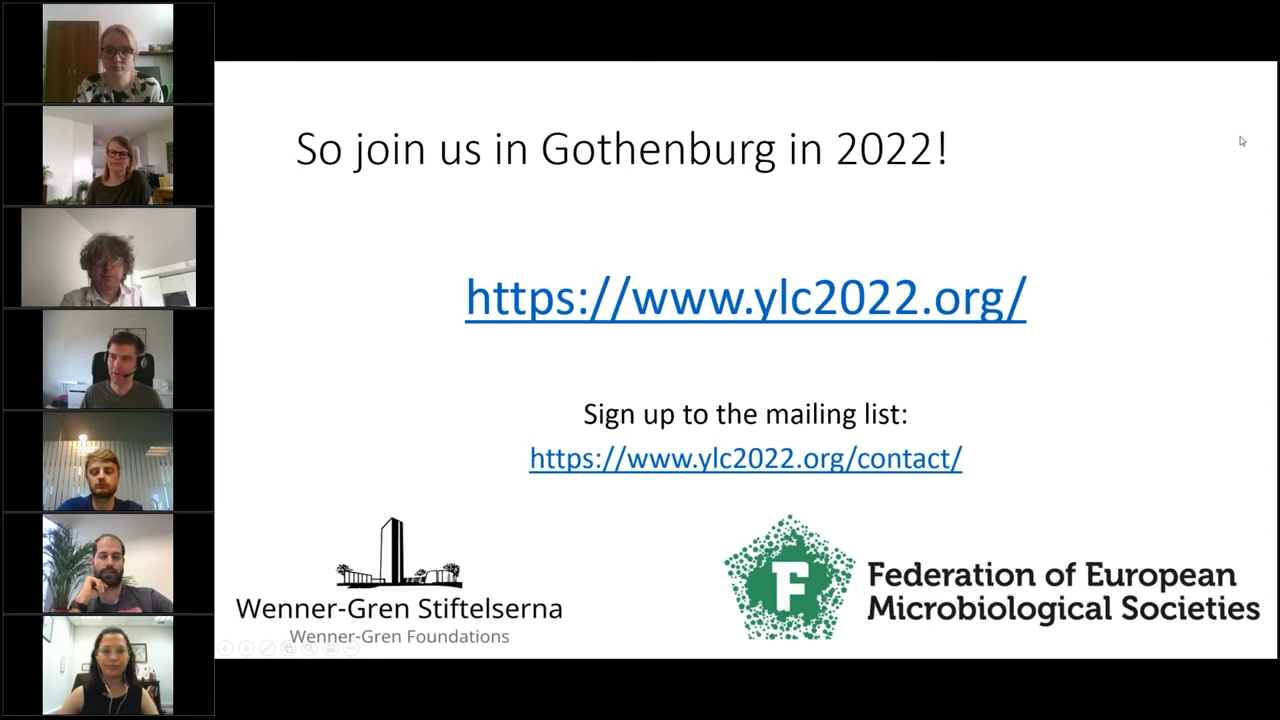 So join us in Gothenburg in 2022!
https://www.ylc2022.org/
Sign up to the mailing list:
https://www.ylc2022.org/contact/
Wenner-Gren Stiftelserna
Wenner-Gren Foundations
F
Federation of European
Microbiological Societies